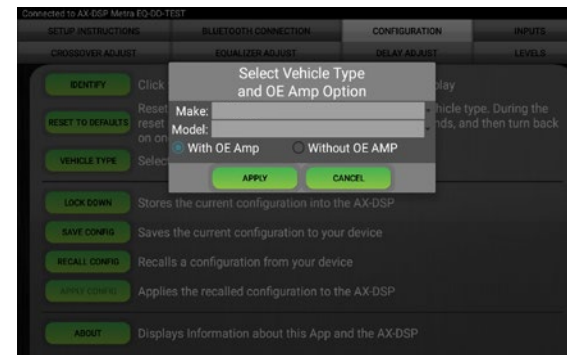 Connected to AX-DSP Metra EQ-DD-TEST
SETUP INSTRUCTIONS BLUETOOTH CONNECTION CONFIGURATION INPUTS
CROSSOVER ADJUST EQUALIZER ADJUST DELAY ADJUST LEVELS
Select Vehicle Type
and OE Amp Option
IDENTIFY Click play
Reset hicle type. During the
Make:
RESET TO DEFAULTS reset nds, and then turn back
Model:
on on
With OE Amp Without OE AMP
VEHICLE TYPE Selec
APPLY CANCEL
LOCK DOWN Stores the current configuration into the AX-DSP
SAVE CONFIG Saves the current configuration to your device
RECALL CONFIG Recalls a configuration from your device
APPLY CONFIG Applies the recalled configuration to the AX-DSP
ABOUT Displays Information about this App and the AX-DSP